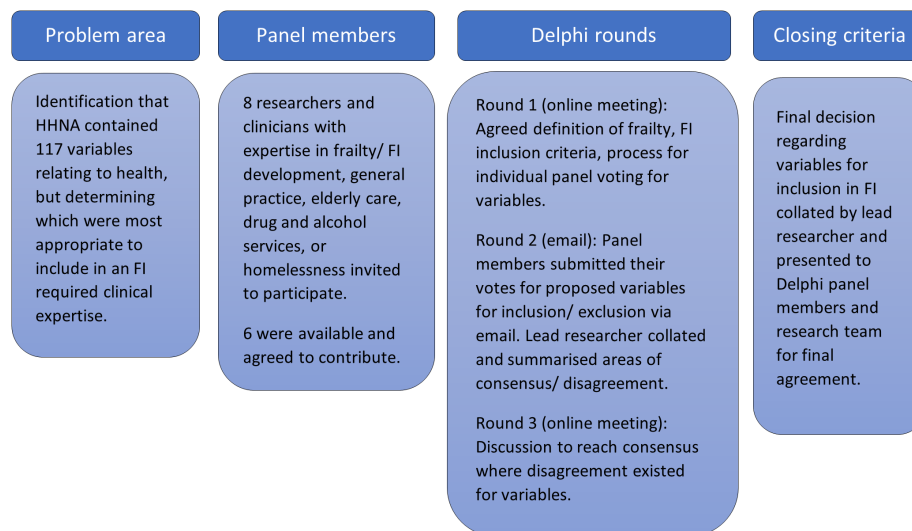 Problem area
Identification that
HHNA contained
117 variables
relating to health,
but determining
which were most
appropriate to
include in an FI
required clinical
expertise.
Panel members
8 researchers and
clinicians with
expertise in frailty/ FI
development, general
practice, elderly care,
drug and alcohol
services, or
homelessness invited
to participate.
6 were available and
agreed to contribute.
Delphi rounds
Round 1 (online meeting):
Agreed definition of frailty, FI
inclusion criteria, process for
individual panel voting for
variables.
Round 2 (email): Panel
members submitted their
votes for proposed variables
for inclusion/ exclusion via
email. Lead researcher collated
and summarised areas of
consensus/ disagreement.
Round 3 (online meeting):
Discussion to reach consensus
where disagreement existed
for variables.
Closing criteria
Final decision
regarding
variables for
inclusion in FI
collated by lead
researcher and
presented to
Delphi panel
members and
research team
for final
agreement.